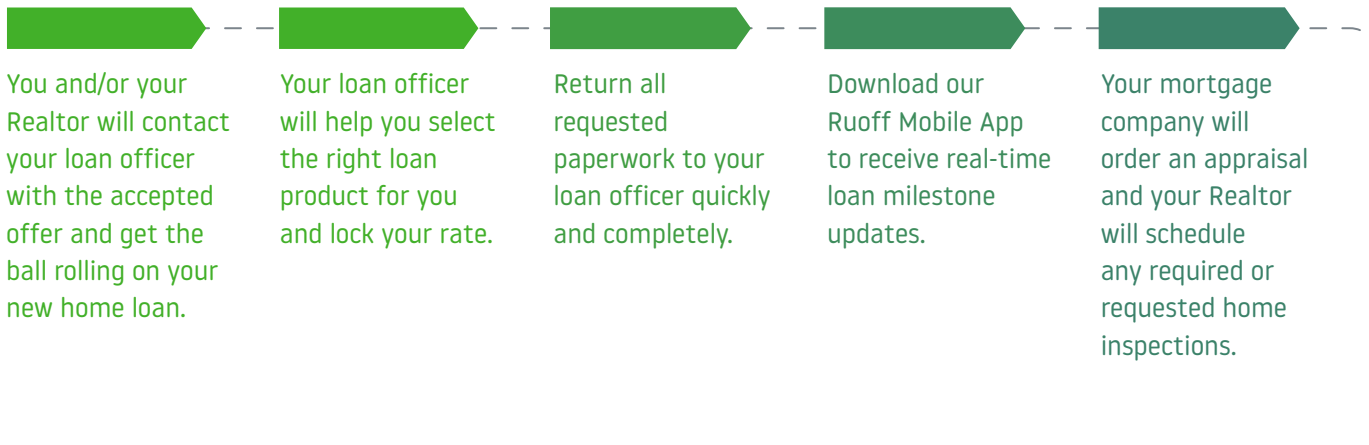 You and/or your
Realtor will contact
your loan officer
with the accepted
offer and get the
ball rolling on your
new home loan.
Your loan officer
will help you select
the right loan
product for you
and lock your rate.
Return all
requested
paperwork to your
loan officer quickly
and completely.
Download our
Ruoff Mobile App
to receive real-time
loan milestone
updates.
Your mortgage
company will
order an appraisal
and your Realtor
will schedule
any required or
requested home
inspections.